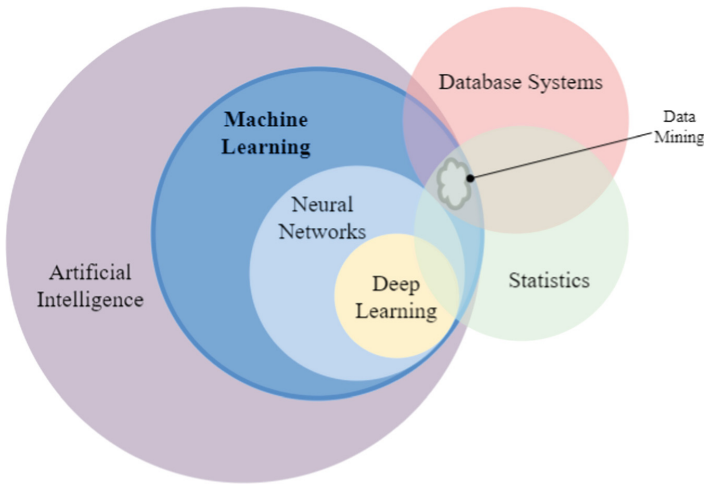 Database Systems
Machine
Learning
Data
Mining
Neural
Networks
Artificial
Intelligence
Deep
Learning
Statistics